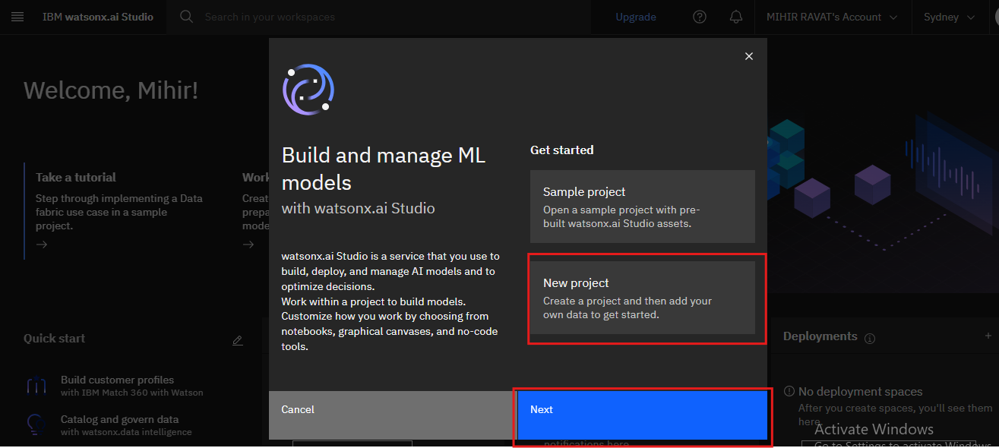 IBM watsonx.ai Studio
Search in your workspaces
Upgrade
MIHIR RAVAT's Account
Sydney
Welcome, Mihir!
Take a tutorial
Step through implementing a Data
fabric use case in a sample
project.
Work
Creat
prepa
mode
Build and manage ML
models
with watsonx.ai Studio
watsonx.ai Studio is a service that you use to
build, deploy, and manage AI models and to
optimize decisions.
Work within a project to build models.
Customize how you work by choosing from
notebooks, graphical canvases, and no-code
tools.
Get started
Sample project
Open a sample project with pre-
built watsonx.ai Studio assets.
New project
Create a project and then add your
own data to get started.
Cancel
Next
Quick start
Build customer profiles
with IBM Match 360 with Watson
Catalog and govern data
with watsonx.data intelligence
notifications here
Deployments
No deployment spaces
After you create spaces, you'll see them
here.
Activate Windows
Go to Settings to activate Windows.